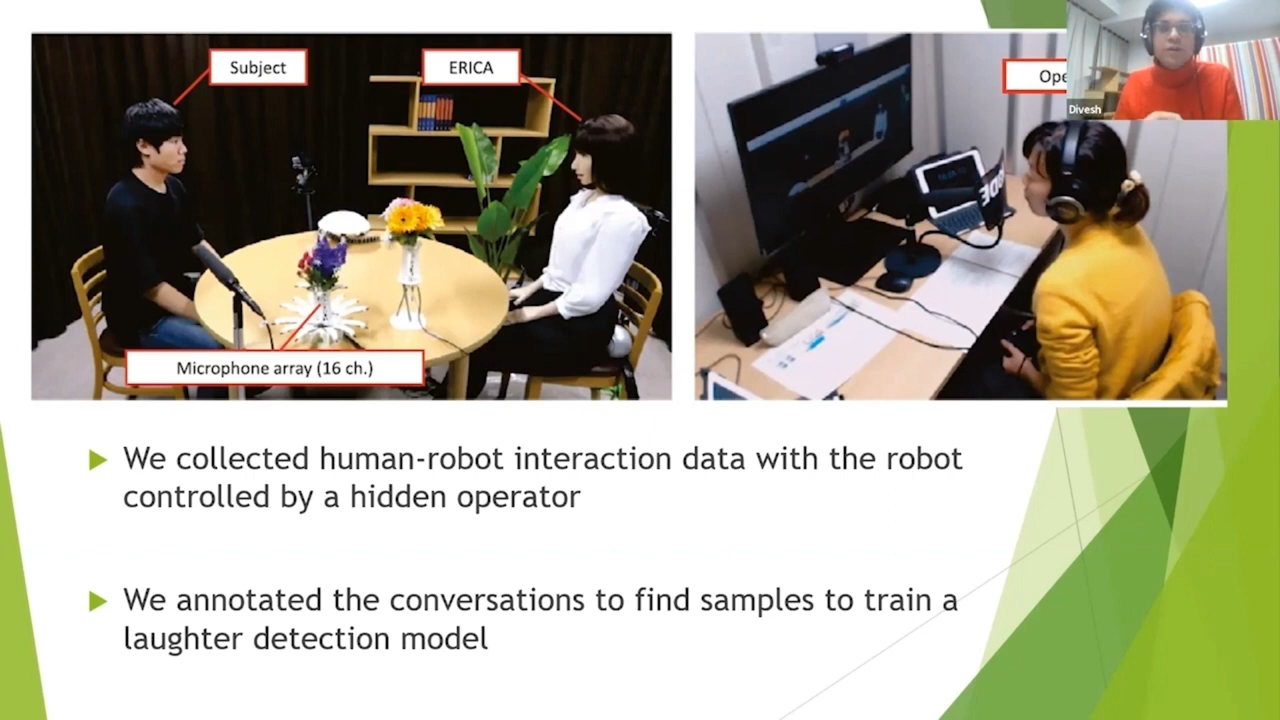 Subject
ERICA
Divesh
Microphone array (16 ch.)
We collected human-robot interaction data with the robot
controlled by a hidden operator
We annotated the conversations to find samples to train a
laughter detection model